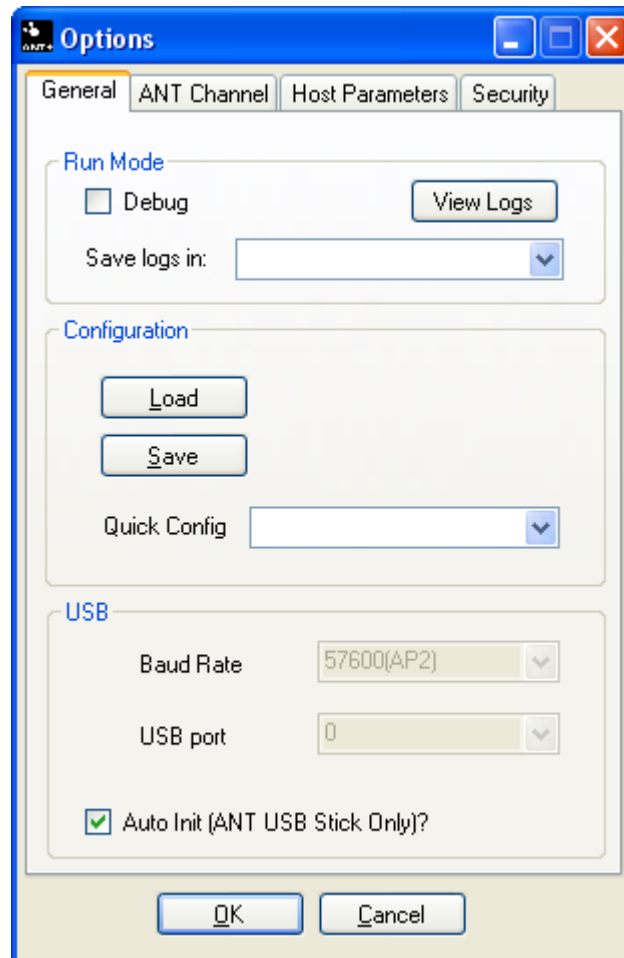 ANT+ Options
General ANT Channel Host Parameters Security
Run Mode
Debug View Logs
Save logs in:
Configuration
Load
Save
Quick Config
USB
Baud Rate 57600(AP2)
USB port 0
Auto Init (ANT USB Stick Only)?
OK Cancel